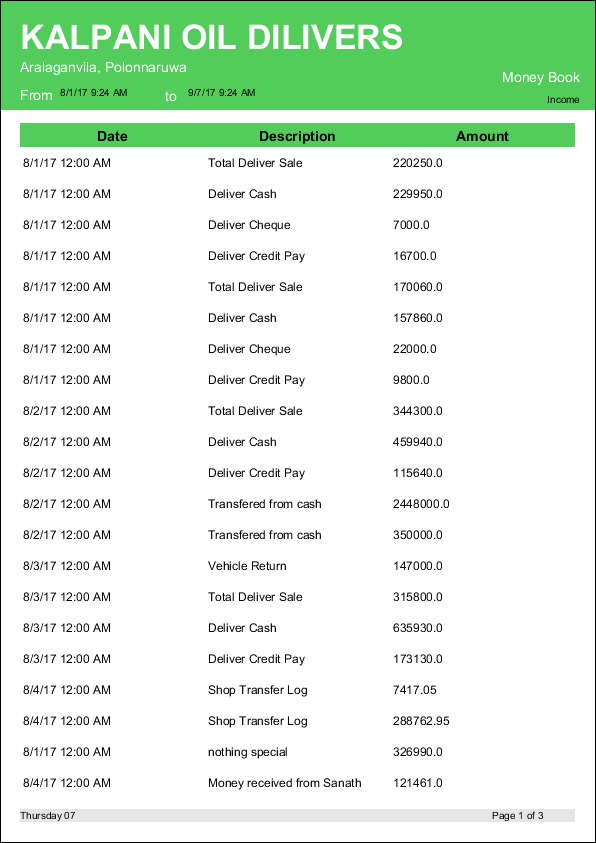 KALPANI OIL DILIVERS
Aralaganvila, Polonnaruwa
Money Book
From 8/1/17 9:24 AM to 9/7/17 9:24 AM
Income
Date Description Amount
8/1/17 12:00 AM Total Deliver Sale 220250.0
8/1/17 12:00 AM Deliver Cash 229950.0
8/1/17 12:00 AM Deliver Cheque 7000.0
8/1/17 12:00 AM Deliver Credit Pay 16700.0
8/1/17 12:00 AM Total Deliver Sale 170060.0
8/1/17 12:00 AM Deliver Cash 157860.0
8/1/17 12:00 AM Deliver Cheque 22000.0
8/1/17 12:00 AM Deliver Credit Pay 9800.0
8/2/17 12:00 AM Total Deliver Sale 344300.0
8/2/17 12:00 AM Deliver Cash 459940.0
8/2/17 12:00 AM Deliver Credit Pay 115640.0
8/2/17 12:00 AM Transfered from cash 2448000.0
8/2/17 12:00 AM Transfered from cash 350000.0
8/3/17 12:00 AM Vehicle Return 147000.0
8/3/17 12:00 AM Total Deliver Sale 315800.0
8/3/17 12:00 AM Deliver Cash 635930.0
8/3/17 12:00 AM Deliver Credit Pay 173130.0
8/4/17 12:00 AM Shop Transfer Log 7417.05
8/4/17 12:00 AM Shop Transfer Log 288762.95
8/1/17 12:00 AM nothing special 326990.0
8/4/17 12:00 AM Money received from Sanath 121461.0
Thursday 07 Page 1 of 3